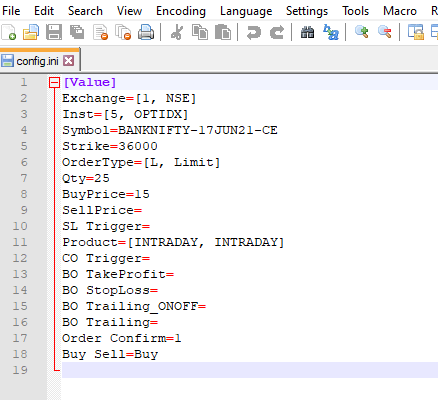 File Edit Search View Encoding Language Settings Tools Macro R
config.ini
1 [Value]
2 Exchange=[1, NSE]
3 Inst=[5, OPTIDX]
4 Symbol=BANKNIFTY-17JUN21-CE
5 Strike=36000
6 OrderType=[L, Limit]
7 Qty=25
8 BuyPrice=15
9 SellPrice=
10 SL Trigger=
11 Product=[INTRADAY, INTRADAY]
12 CO Trigger=
13 BO TakeProfit=
14 BO StopLoss=
15 BO Trailing_ONOFF=
16 BO Trailing=
17 Order Confirm=1
18 Buy Sell=Buy
19